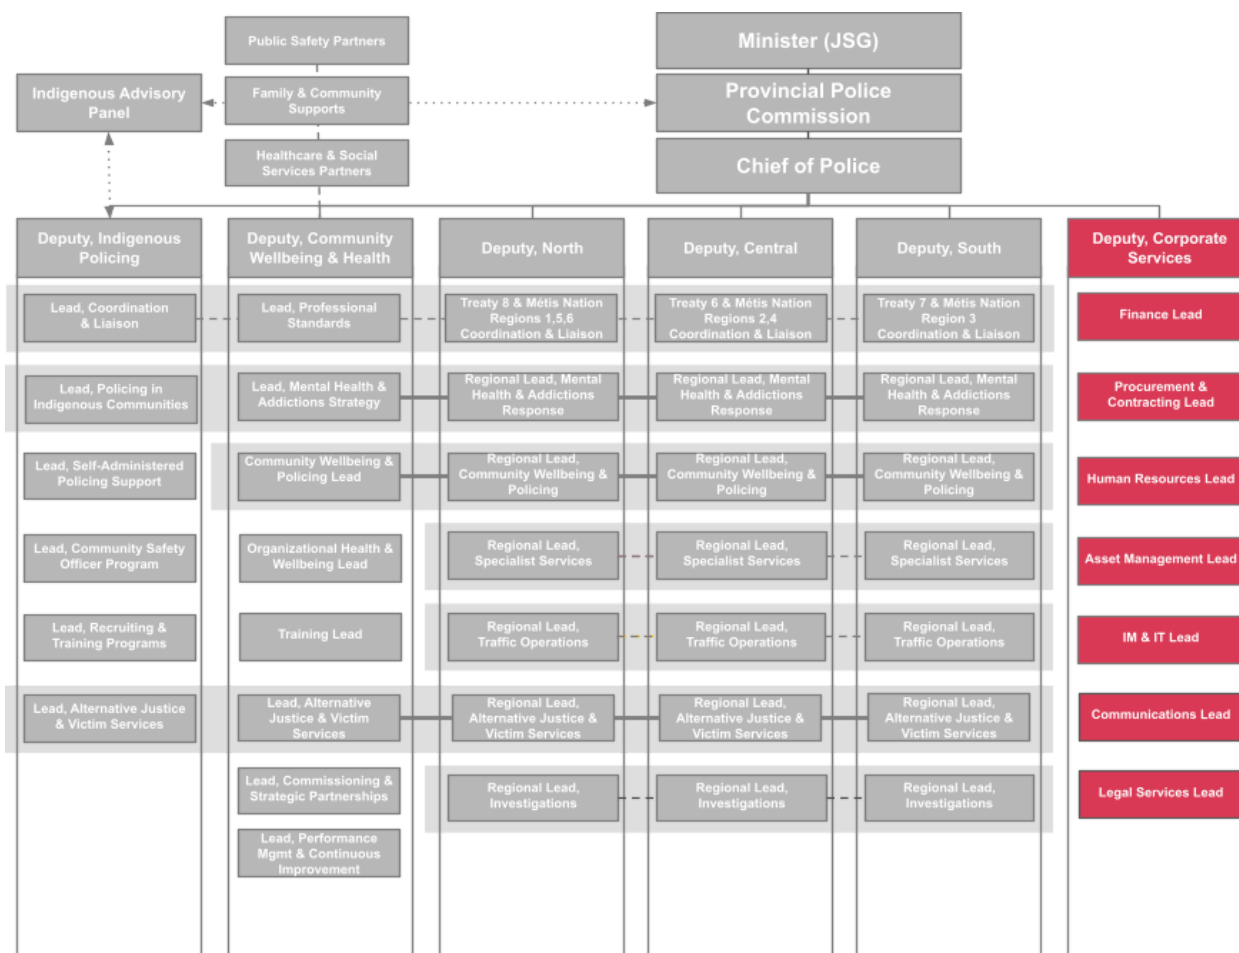 Public Safety Partners
Minister (JSG)
Indigenous Advisory
Panel
Family & Community
Supports
Provincial Police
Commission
Healthcare & Social
Services Partners
Chief of Police
Deputy, Indigenous
Policing
Deputy, Community
Wellbeing & Health
Deputy, North
Deputy, Central
Deputy, South
Deputy, Corporate
Services
Lead, Coordination
& Liaison
Lead, Professional
Standards
Treaty 8 & Métis Nation
Regions 1,5,6
Coordination & Liaison
Treaty 6 & Métis Nation
Regions 2,4
Coordination & Liaison
Treaty 7 & Métis Nation
Region 3
Coordination & Liaison
Finance Lead
Lead, Policing in
Indigenous Communities
Lead, Mental Health &
Addictions Strategy
Regional Lead, Mental
Health & Addictions
Response
Regional Lead, Mental
Health & Addictions
Response
Regional Lead, Mental
Health & Addictions
Response
Procurement &
Contracting Lead
Lead, Self-Administered
Policing Support
Community Wellbeing &
Policing Lead
Regional Lead,
Community Wellbeing &
Policing
Regional Lead,
Community Wellbeing &
Policing
Regional Lead,
Community Wellbeing &
Policing
Human Resources Lead
Lead, Community Safety
Officer Program
Organizational Health &
Wellbeing Lead
Regional Lead,
Specialist Services
Regional Lead,
Specialist Services
Regional Lead,
Specialist Services
Asset Management Lead
Lead, Recruiting &
Training Programs
Training Lead
Regional Lead,
Traffic Operations
Regional Lead,
Traffic Operations
Regional Lead,
Traffic Operations
IM & IT Lead
Lead, Alternative Justice
& Victim Services
Lead, Alternative
Justice & Victim
Services
Regional Lead,
Alternative Justice &
Victim Services
Regional Lead,
Alternative Justice &
Victim Services
Regional Lead,
Alternative Justice &
Victim Services
Communications Lead
Lead, Commissioning &
Strategic Partnerships
Regional Lead,
Investigations
Regional Lead,
Investigations
Regional Lead,
Investigations
Legal Services Lead
Lead, Performance
Mgmt & Continuous
Improvement